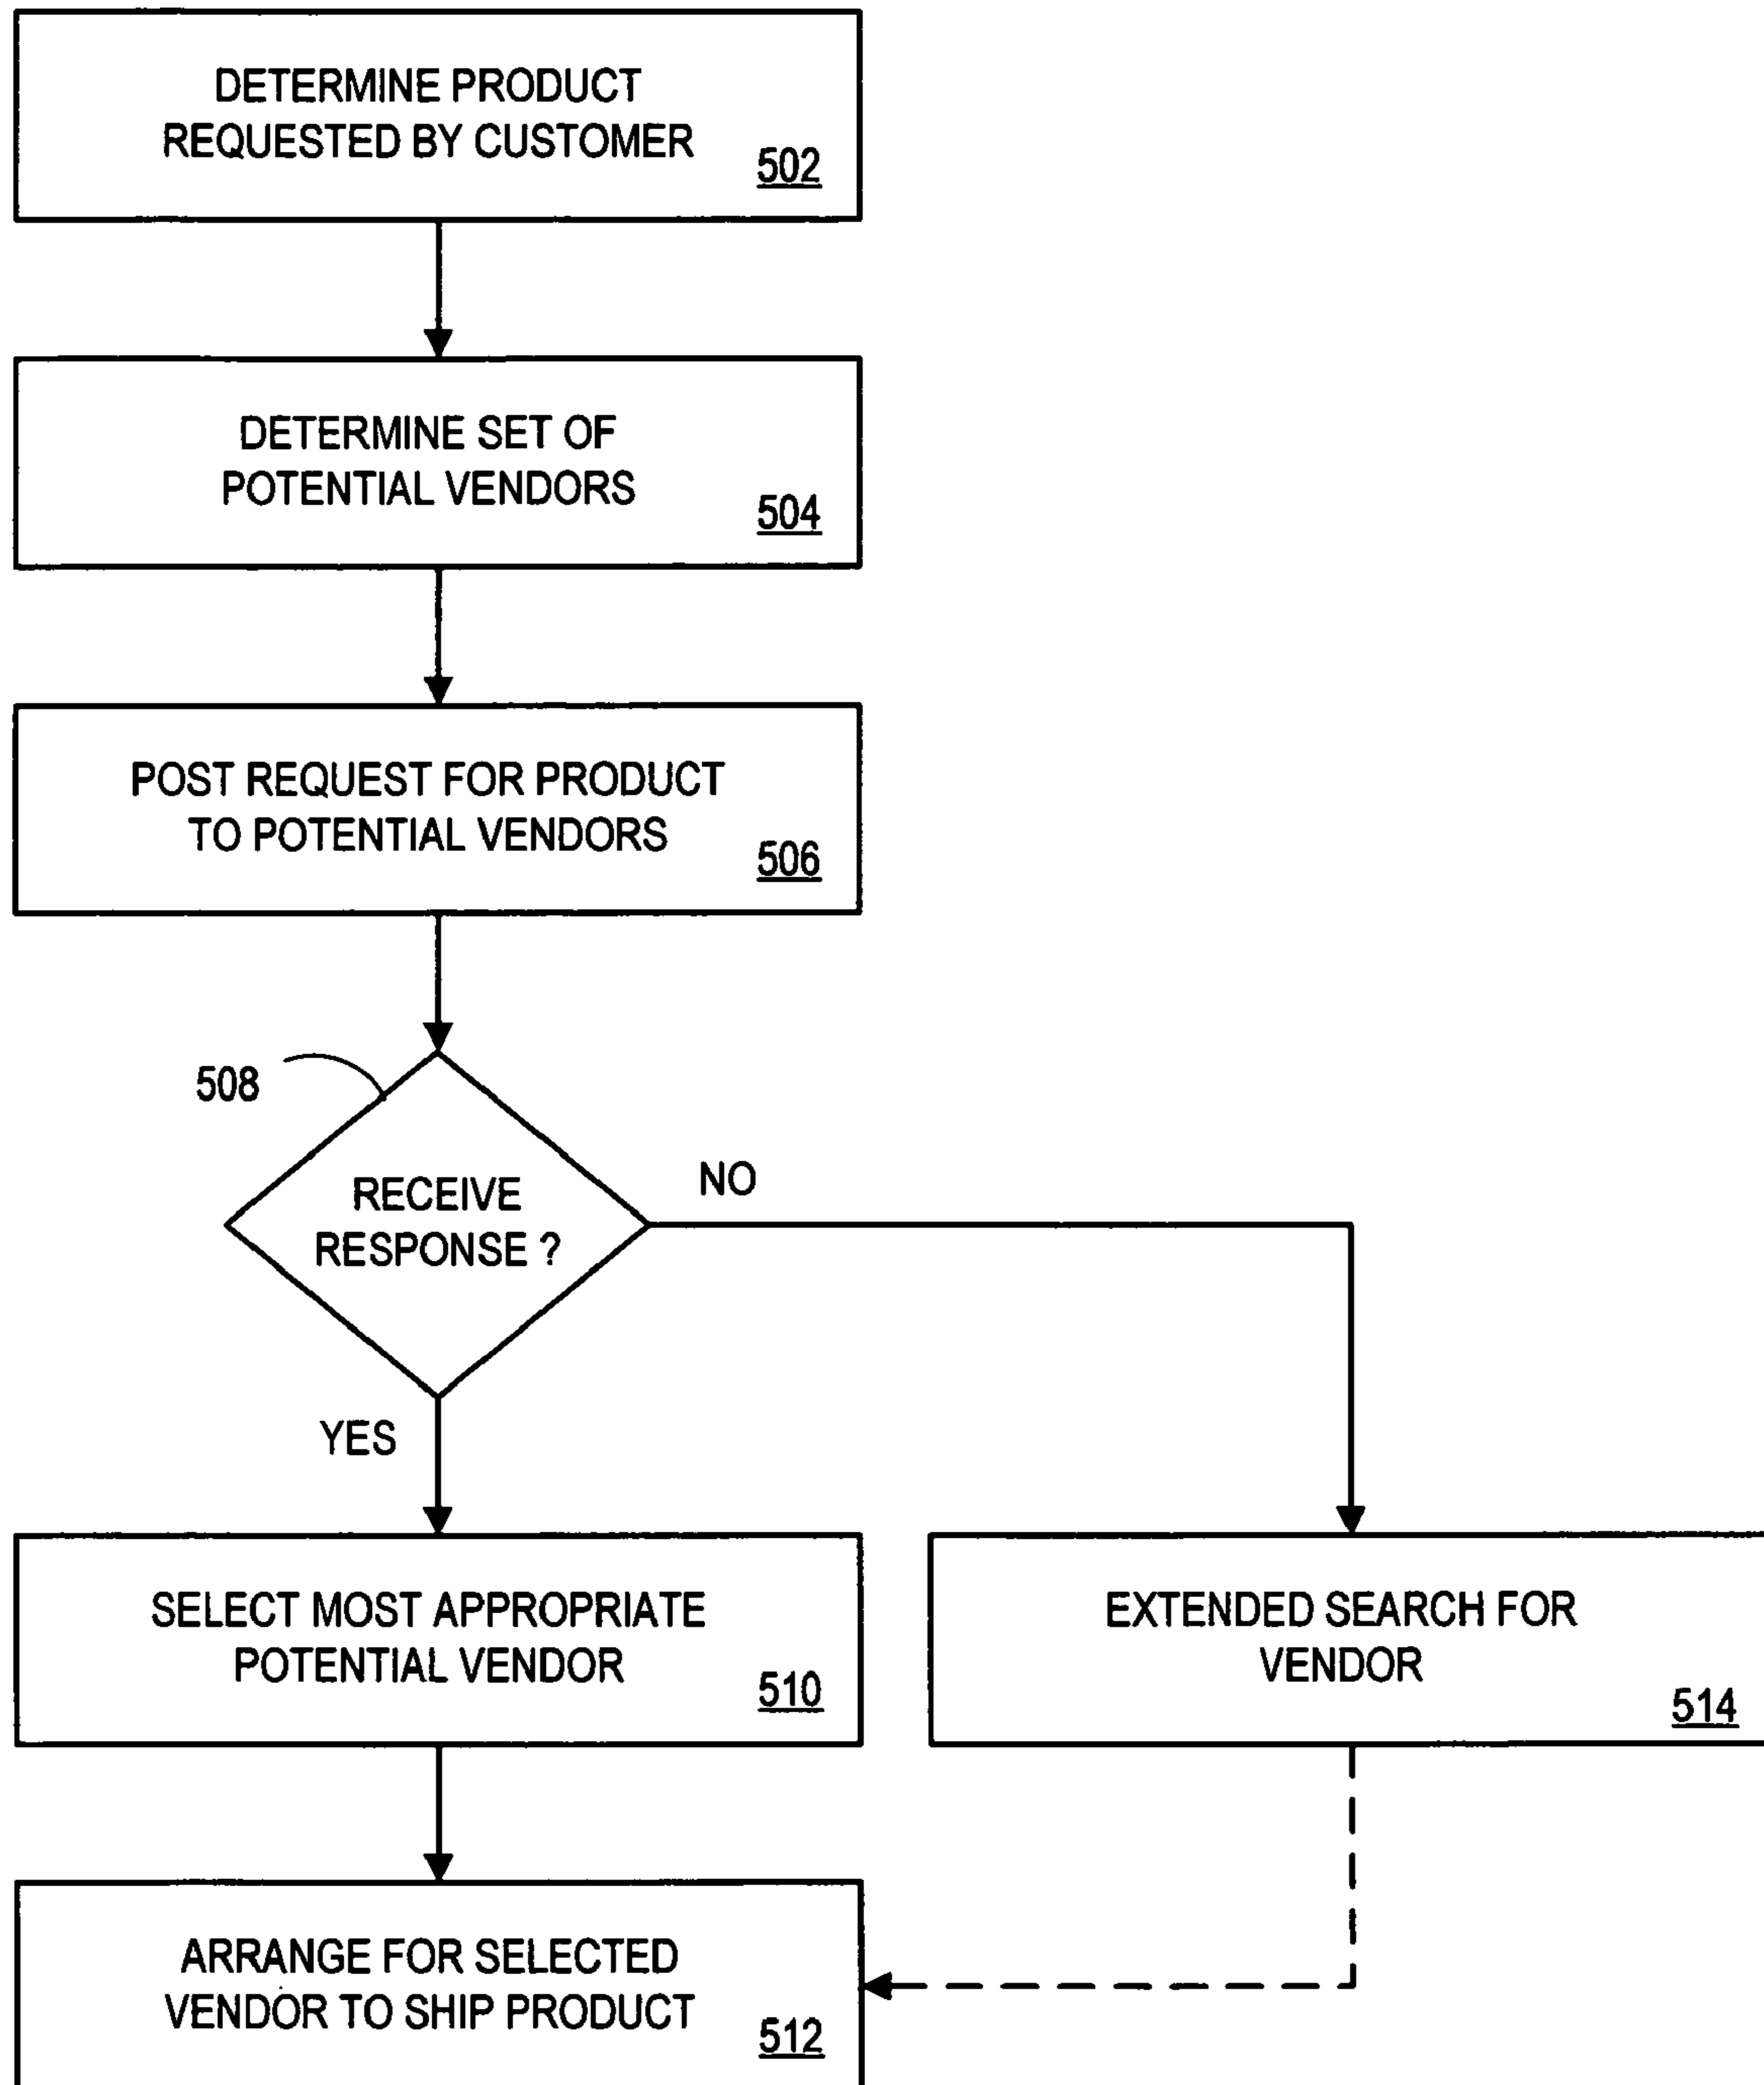 DETERMINE PRODUCT
REQUESTED BY CUSTOMER
502
DETERMINE SET OF
POTENTIAL VENDORS
504
POST REQUEST FOR PRODUCT
TO POTENTIAL VENDORS
506
508
RECEIVE
RESPONSE ?
NO
YES
SELECT MOST APPROPRIATE
POTENTIAL VENDOR
510
EXTENDED SEARCH FOR
VENDOR
514
ARRANGE FOR SELECTED
VENDOR TO SHIP PRODUCT
512